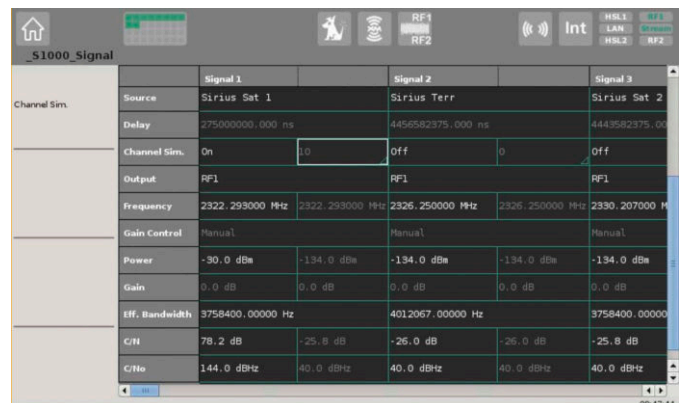 RF1
RF2
Int
HSL1 RF1
LAN Stream
HSL2 RF2
_S1000_Signal
Channel Sim.
Signal 1 Signal 2 Signal 3
Source Sirius Sat 1 Sirius Terr Sirius Sat 2
Delay 275000000.000 ns 4456582375.000 ns 4443582375.00
Channel Sim. On 10 Off 0 Off
Output RF1 RF1 RF1
Frequency 2322.293000 MHz 2322.293000 MHz 2326.250000 MHz 2326.250000 MHz 2330.207000 M
Gain Control Manual Manual Manual
Power -30.0 dBm -134.0 dBm -134.0 dBm -134.0 dBm -134.0 dBm
Gain 0.0 dB 0.0 dB 0.0 dB 0.0 dB 0.0 dB
Eff. Bandwidth 3758400.00000 Hz 4012067.00000 Hz 3758400.00000
C/N 78.2 dB -25.8 dB -26.0 dB -26.0 dB -25.8 dB
C/No 144.0 dBHz 40.0 dBHz 40.0 dBHz 40.0 dBHz 40.0 dBHz